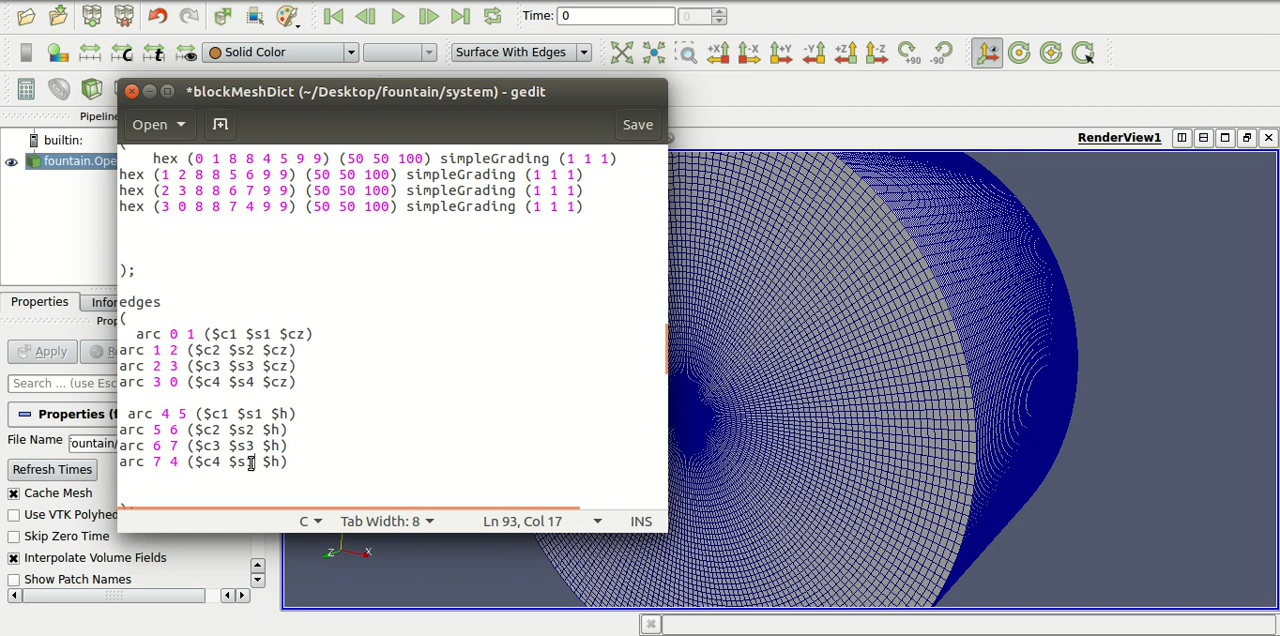 Time: 0
0
Solid Color
Surface With Edges
+X
-X
+Y
-Y
+Z
-Z
+90
-90
*blockMeshDict (~/Desktop/fountain/system) - gedit
Open
Save
Pipeline
builtin:
fountain.Ope
RenderView1
(
hex (0 1 8 8 4 5 9 9) (50 50 100) simpleGrading (1 1 1)
hex (1 2 8 8 5 6 9 9) (50 50 100) simpleGrading (1 1 1)
hex (2 3 8 8 6 7 9 9) (50 50 100) simpleGrading (1 1 1)
hex (3 0 8 8 7 4 9 9) (50 50 100) simpleGrading (1 1 1)
);
edges
(
arc 0 1 ($c1 $s1 $cz)
arc 1 2 ($c2 $s2 $cz)
arc 2 3 ($c3 $s3 $cz)
arc 3 0 ($c4 $s4 $cz)
arc 4 5 ($c1 $s1 $h)
arc 5 6 ($c2 $s2 $h)
arc 6 7 ($c3 $s3 $h)
arc 7 4 ($c4 $h)
C
Tab Width: 8
Ln 93, Col 17
INS
Properties
Infor
Prop
Apply
Search ... (use Esc
Properties (f
File Name
ountain/
Refresh Times
Cache Mesh
Use VTK Polyhed
Skip Zero Time
Interpolate Volume Fields
Show Patch Names
Z
X